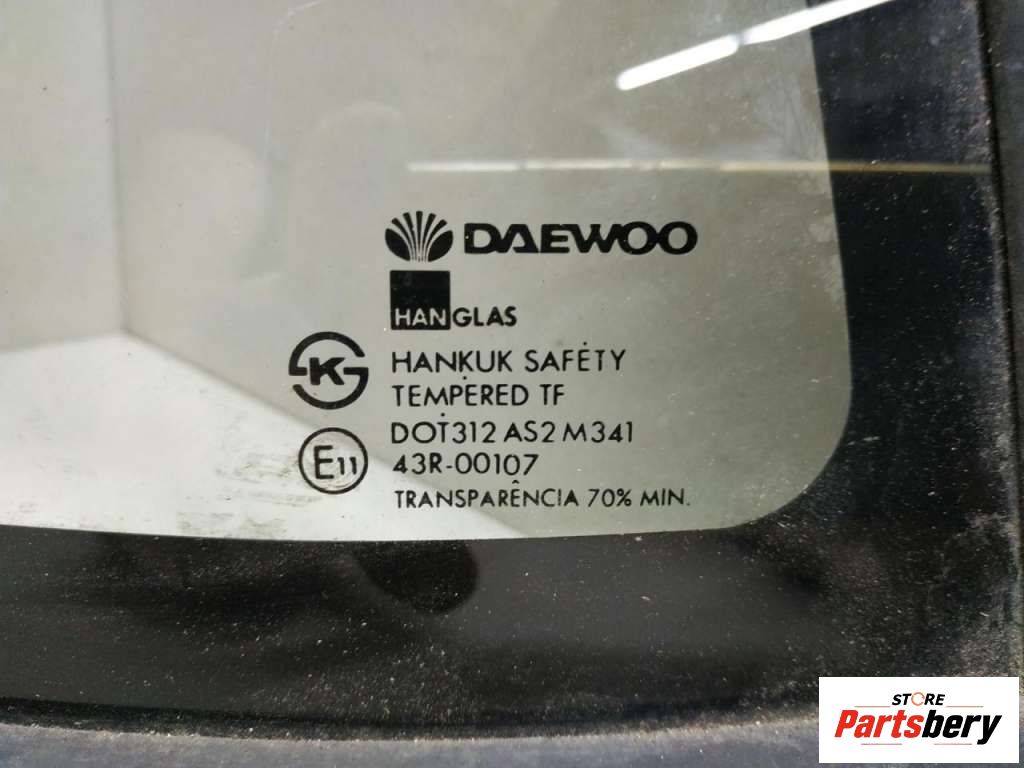 DAEWOO
HANGLAS
K
HANKUK SAFETY
TEMPERED TF
DOT312 AS2 M341
E11
43R-00107
TRANSPARÊNCIA 70% MIN.
STORE
Partsbery